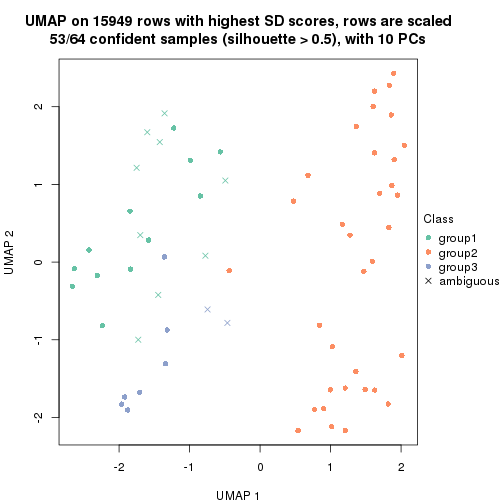 UMAP on 15949 rows with highest SD scores, rows are scaled
53/64 confident samples (silhouette > 0.5), with 10 PCs
2
1
0
-1
-2
UMAP 2
-2
-1
0
1
2
UMAP 1
Class
group1
group2
group3
ambiguous